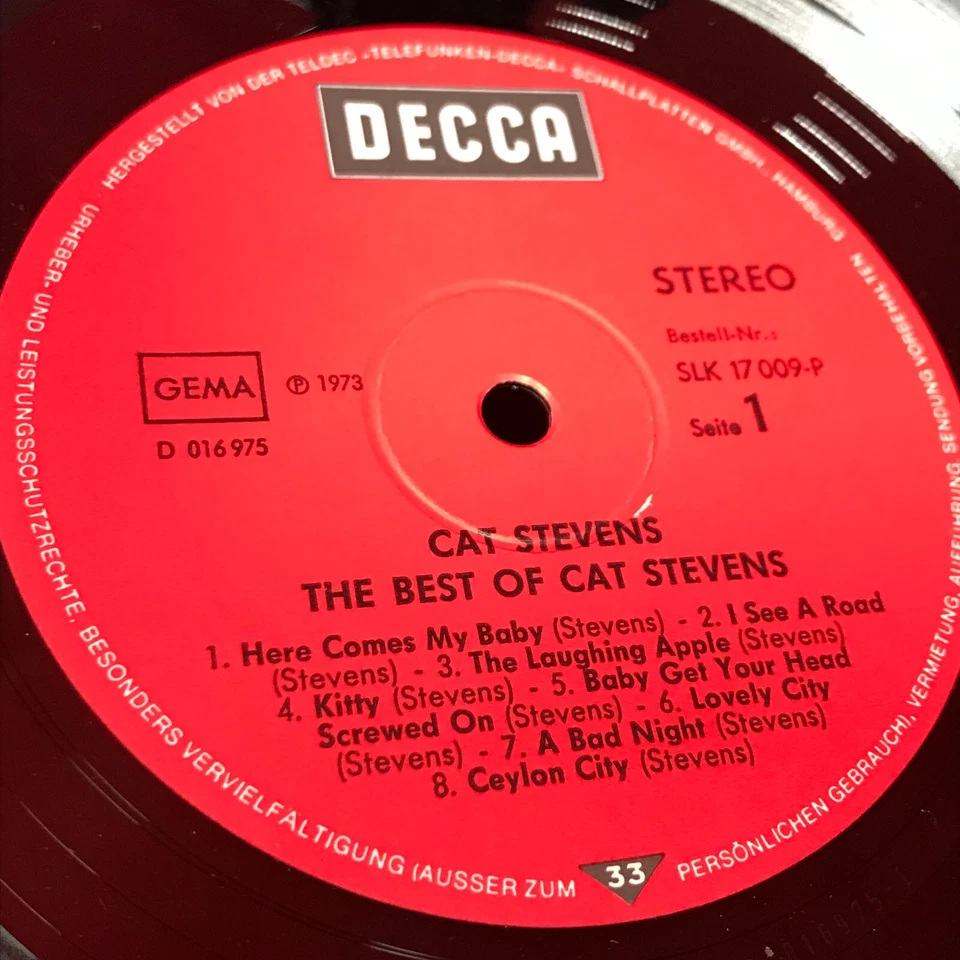 HERGESTELLT VON DER TELDEC »TELEFUNKEN-DECCA« SCHALLPLATTEN GMBH., HAMBURG
DECCA
STEREO
Bestell-Nr.:
SLK 17 009-P
Seite 1
GEMA
℗ 1973
D 016 975
CAT STEVENS
THE BEST OF CAT STEVENS
1. Here Comes My Baby (Stevens) - 2. I See A Road
(Stevens) - 3. The Laughing Apple (Stevens)
4. Kitty (Stevens) - 5. Baby Get Your Head
Screwed On (Stevens) - 6. Lovely City
(Stevens) - 7. A Bad Night (Stevens)
8. Ceylon City (Stevens)
URHEBER- UND LEISTUNGSSCHUTZRECHTE, BESONDERS VERVIELFALTIGUNG (AUSSER ZUM
33
PERSÖNLICHEN GEBRAUCH), VERMIETUNG, AUFFÜHRUNG, SENDUNG VORBEHALTEN